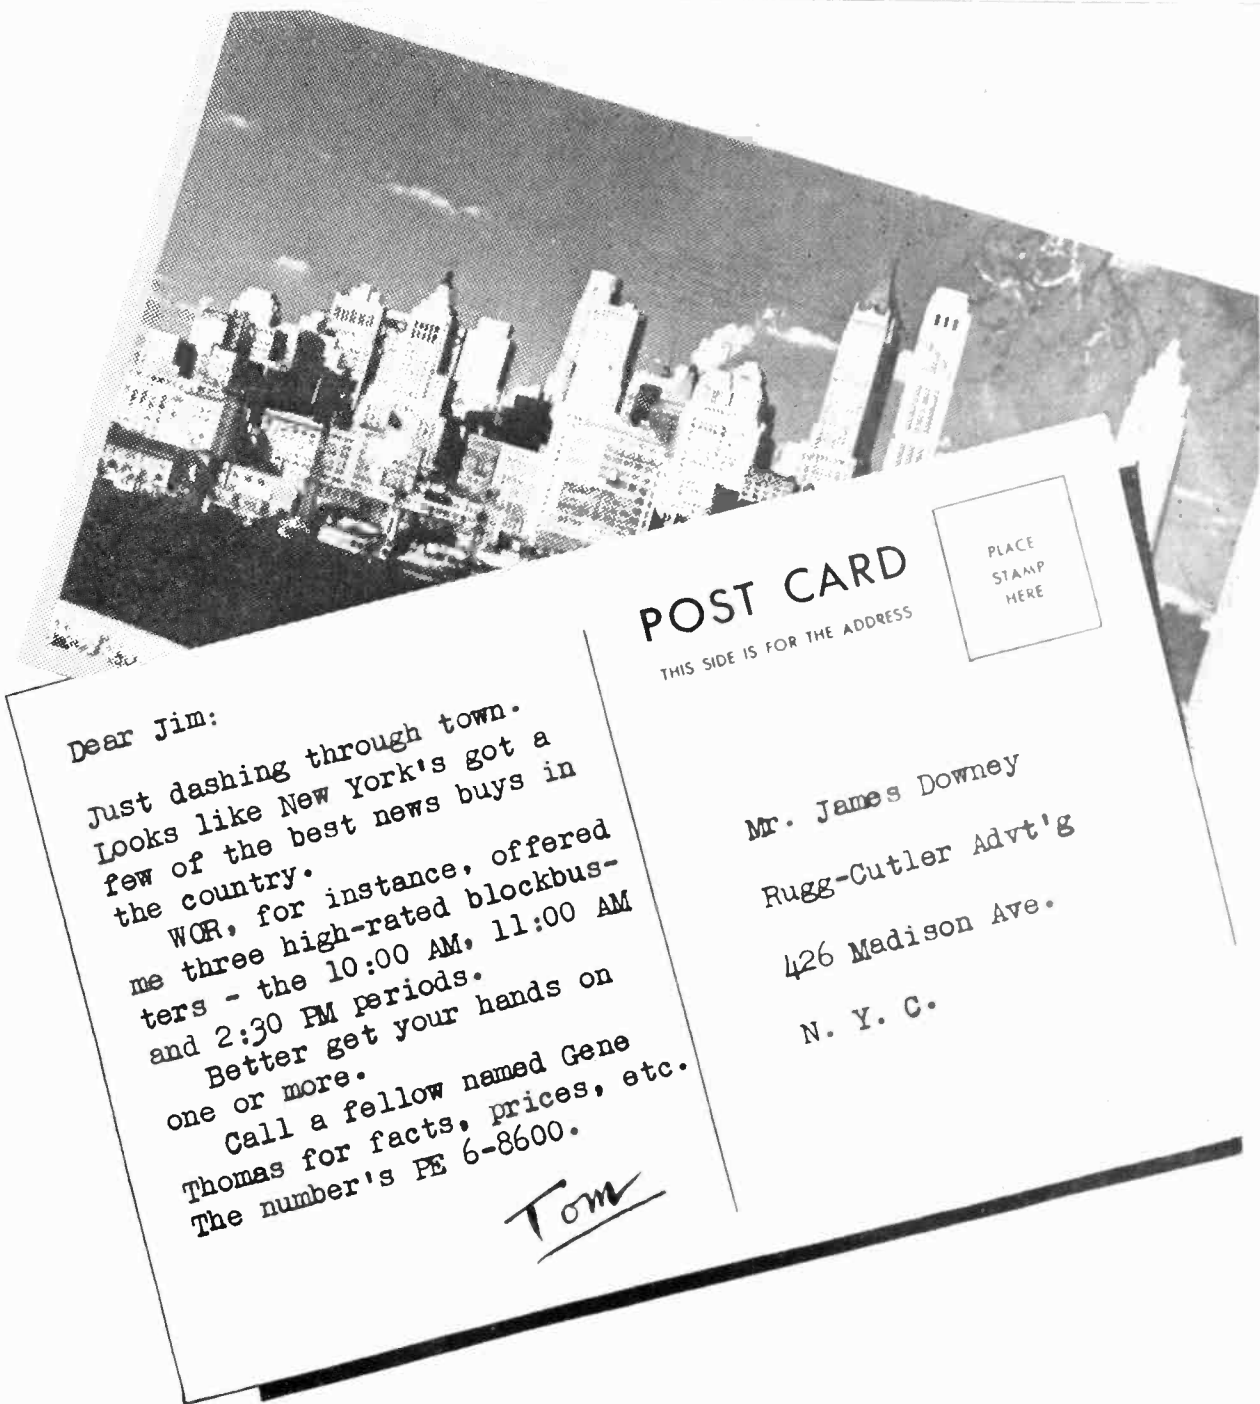 Dear Jim:
Just dashing through town.
Looks like New York's got a
few of the best news buys in
the country.
WOR, for instance, offered
me three high-rated blockbus-
ters - the 10:00 AM, 11:00 AM
and 2:30 PM periods.
Better get your hands on
one or more.
Call a fellow named Gene
Thomas for facts, prices, etc.
The number's PE 6-8600.
Tom
POST CARD
THIS SIDE IS FOR THE ADDRESS
PLACE
STAMP
HERE
Mr. James Downey
Rugg-Cutler Advt'g
426 Madison Ave.
N. Y. C.